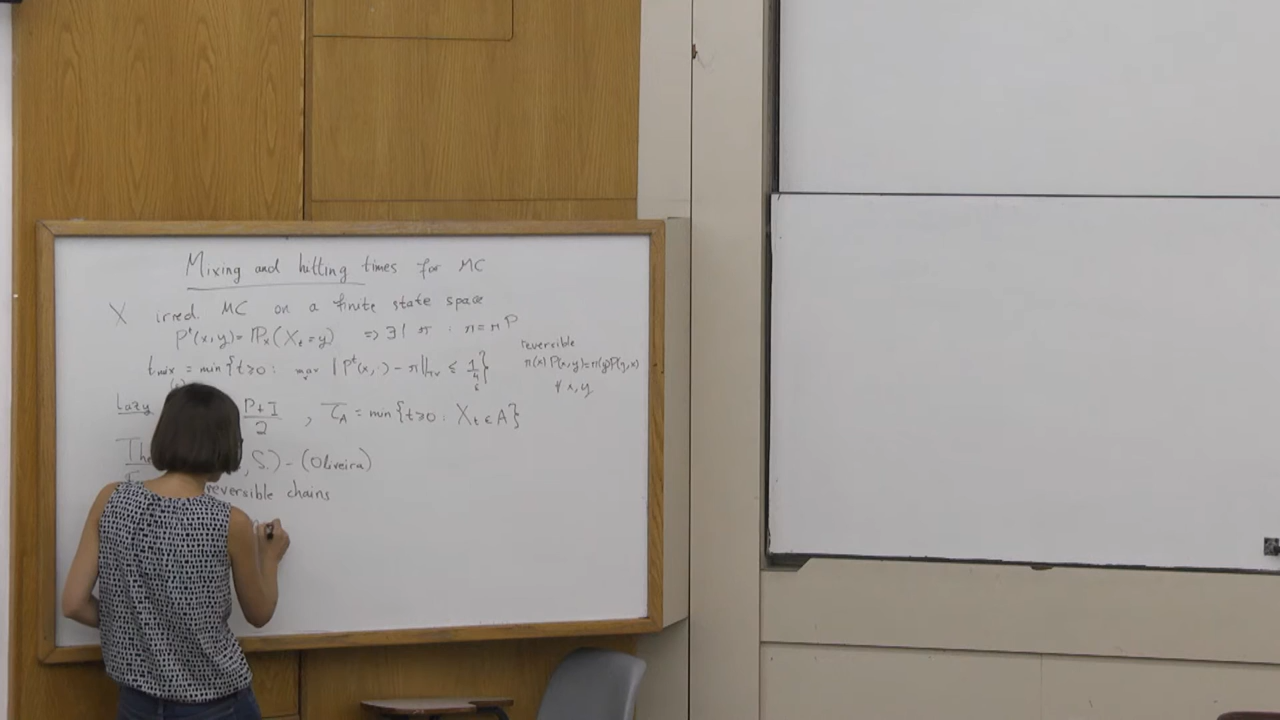 Mixing and hitting times for MC
X irred. MC on a finite state space
P^t(x,y) = ℙ_x(X_t = y) => ∃! π : π = πP
reversible
π(x)P(x,y) = π(y)P(y,x)
∀ x,y
t_mix = min{t≥0 : max_x ‖P^t(x,·) - π‖_TV ≤ 1/4}
Lazy P+I/2 , τ_A = min{t≥0 : X_t ∈ A}
, S.) - (Oliveira)
reversible chains